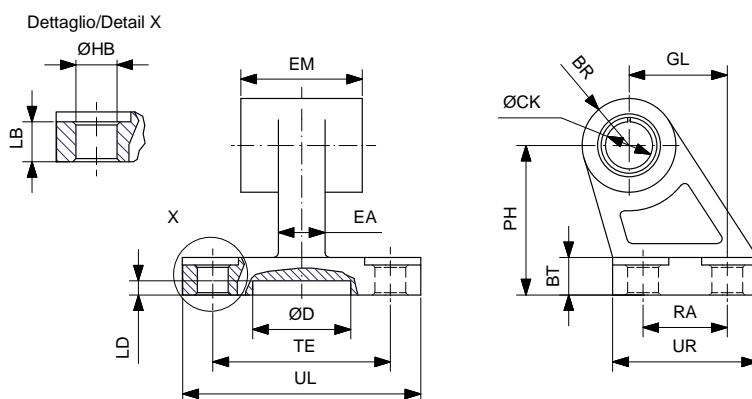 Dettaglio/Detail X
ØHB
LB
EM
X
EA
ØD
LD
TE
UL
BR
GL
ØCK
PH
BT
RA
UR